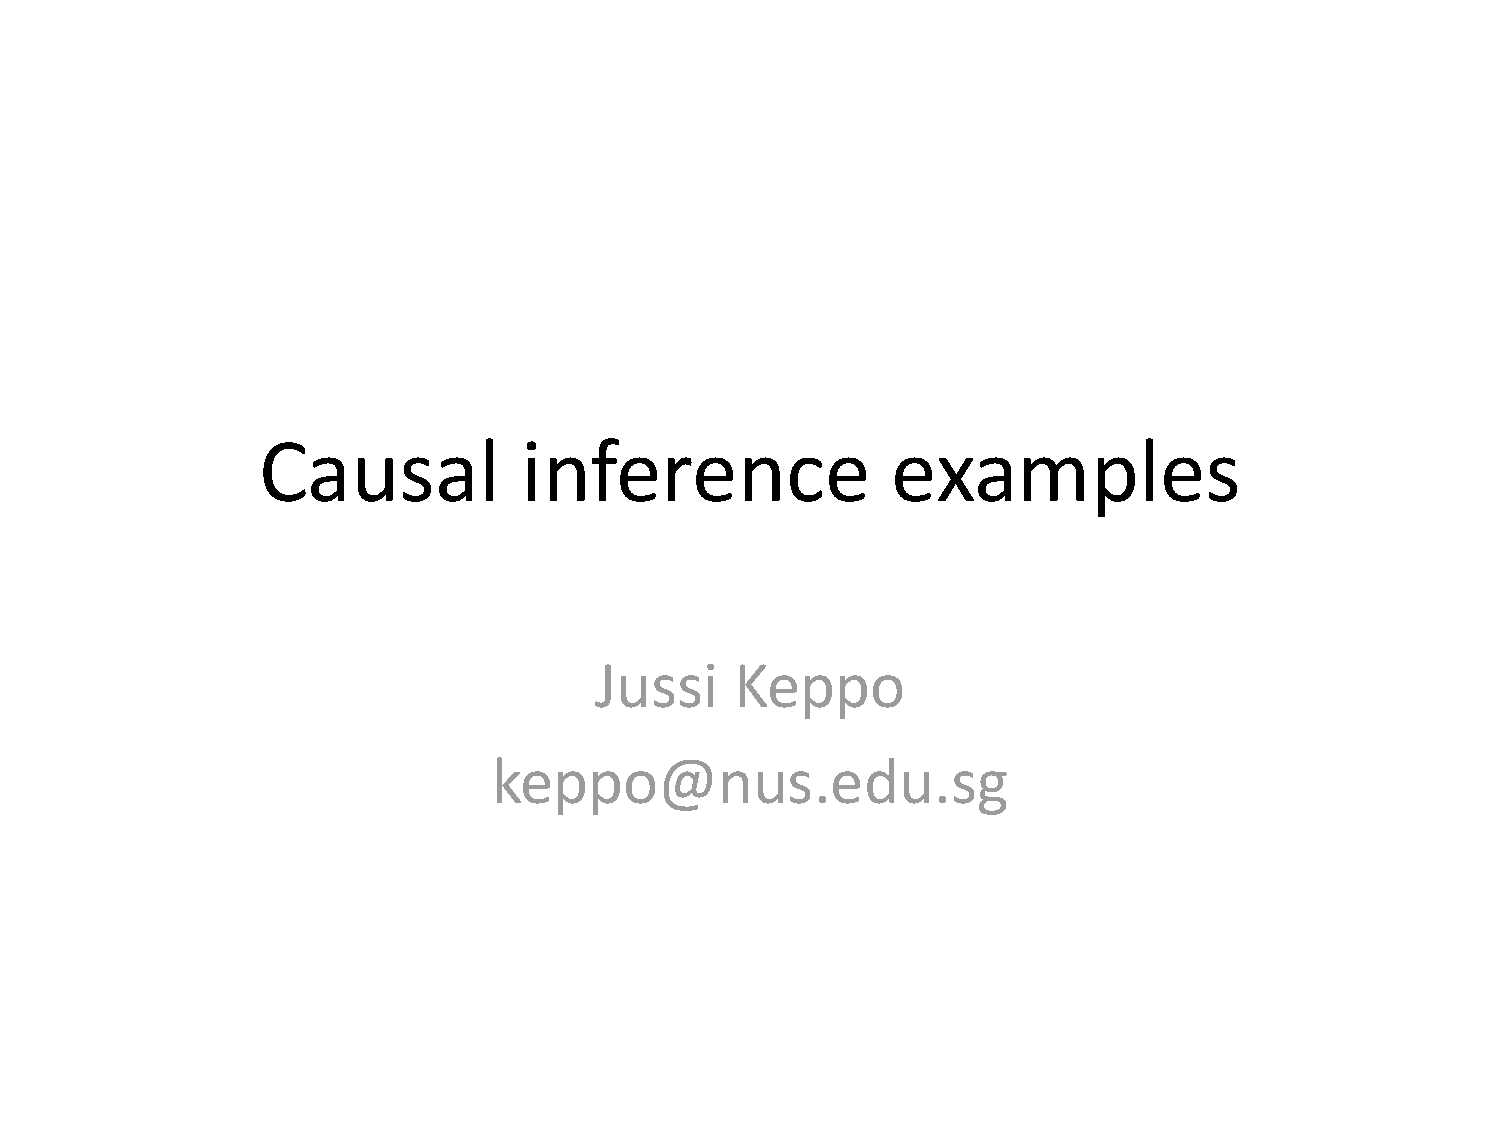 Causal inference examples
Jussi Keppo
keppo@nus.edu.sg